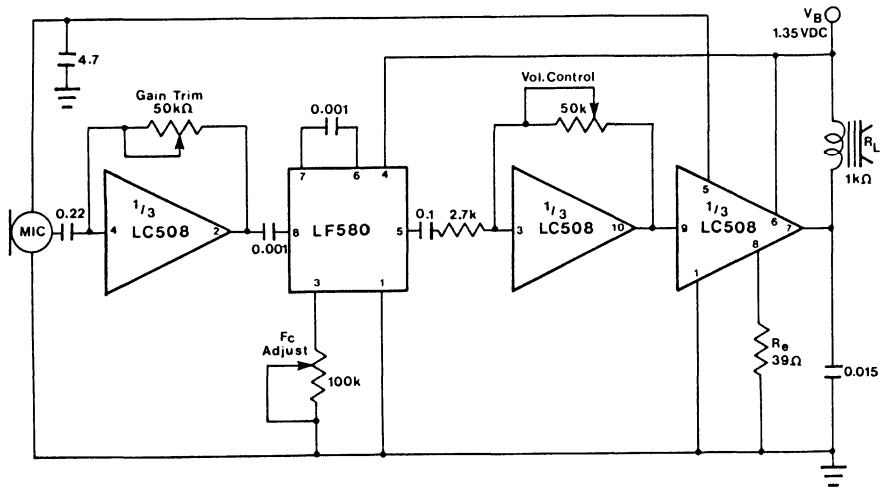 V_B
1.35 VDC
4.7
Gain Trim
50kΩ
0.001
Vol. Control
50k
R_L
1kΩ
7
6
4
5
MIC
0.22
4
1/3
LC508
2
0.001
8
LF580
5
0.1
2.7k
3
1/3
LC508
10
9
1/3
LC508
6
7
8
1
3
1
Fc
Adjust
100k
R_e
39Ω
0.015